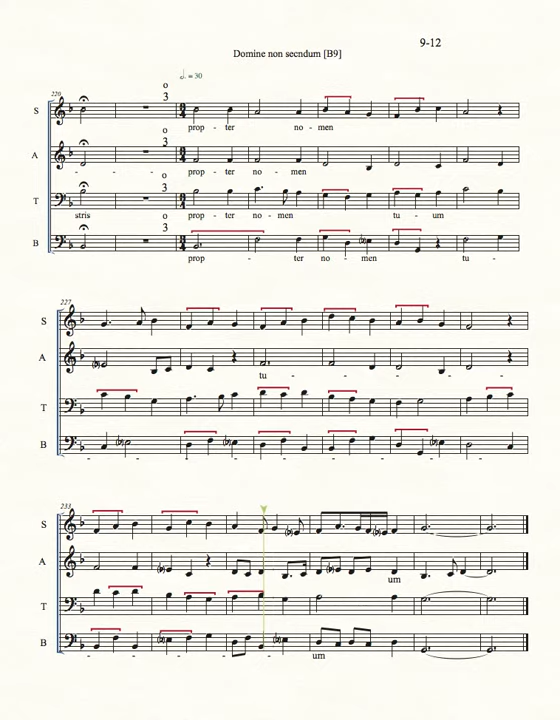 9-12
Domine non secndum [B9]
= 30
220
o
3
S
prop - ter no - men
o
3
A
- - - prop - ter no - men
o
3
T
stris prop - ter no - men tu - um
o
3
B
prop - ter no - men tu -
227
S
A
tu - - - - -
T
B
- - - - - -
233
S
A
um
T
B
- - - - um